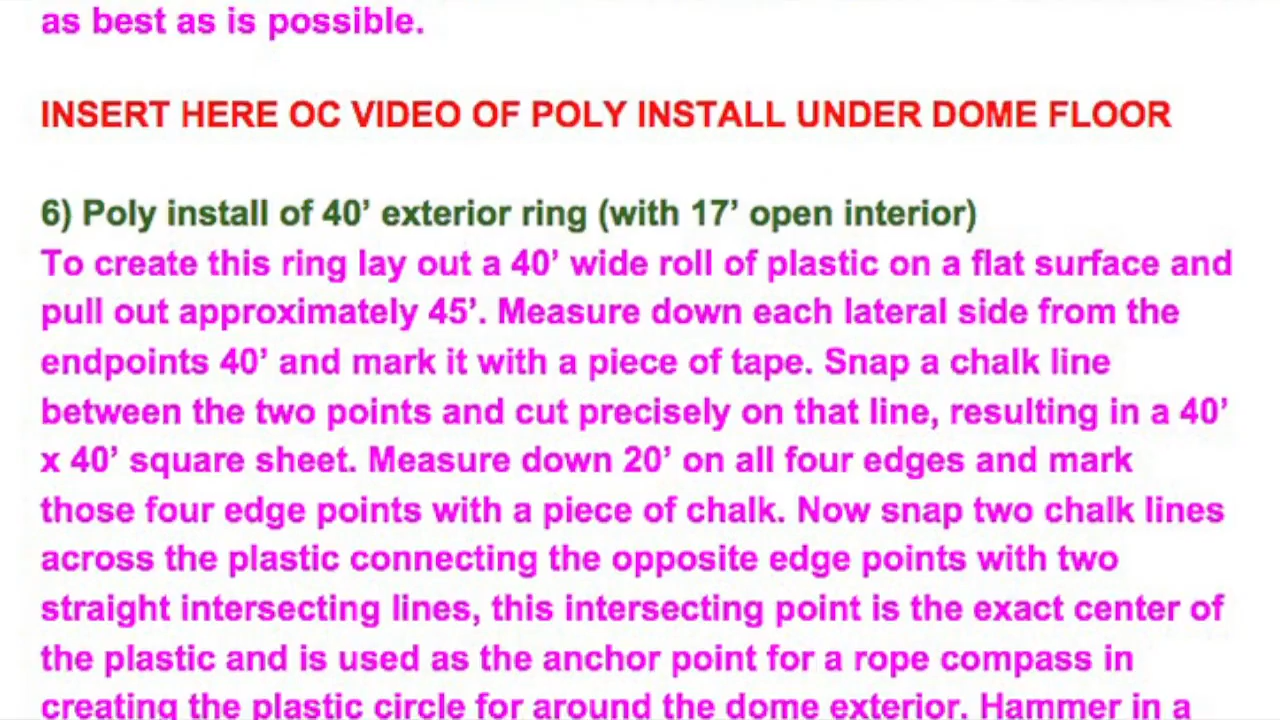 as best as is possible.
INSERT HERE OC VIDEO OF POLY INSTALL UNDER DOME FLOOR
6) Poly install of 40’ exterior ring (with 17’ open interior)
To create this ring lay out a 40’ wide roll of plastic on a flat surface and
pull out approximately 45’. Measure down each lateral side from the
endpoints 40’ and mark it with a piece of tape. Snap a chalk line
between the two points and cut precisely on that line, resulting in a 40’
x 40’ square sheet. Measure down 20’ on all four edges and mark
those four edge points with a piece of chalk. Now snap two chalk lines
across the plastic connecting the opposite edge points with two
straight intersecting lines, this intersecting point is the exact center of
the plastic and is used as the anchor point for a rope compass in
creating the plastic circle for around the dome exterior. Hammer in a